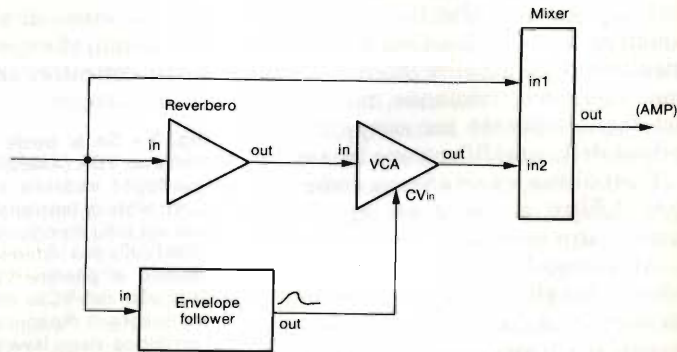 Mixer
in1
Reverbero
(AMP)
out
in
out
in
VCA
out
in2
CVin
in
Envelope
follower
out